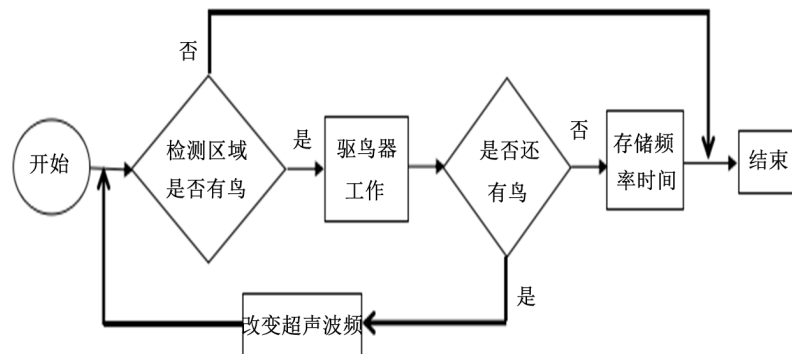 否
开始
检测区域
是否有鸟
是
驱鸟器
工作
是否还
有鸟
否
存储频
率时间
结束
是
改变超声波频